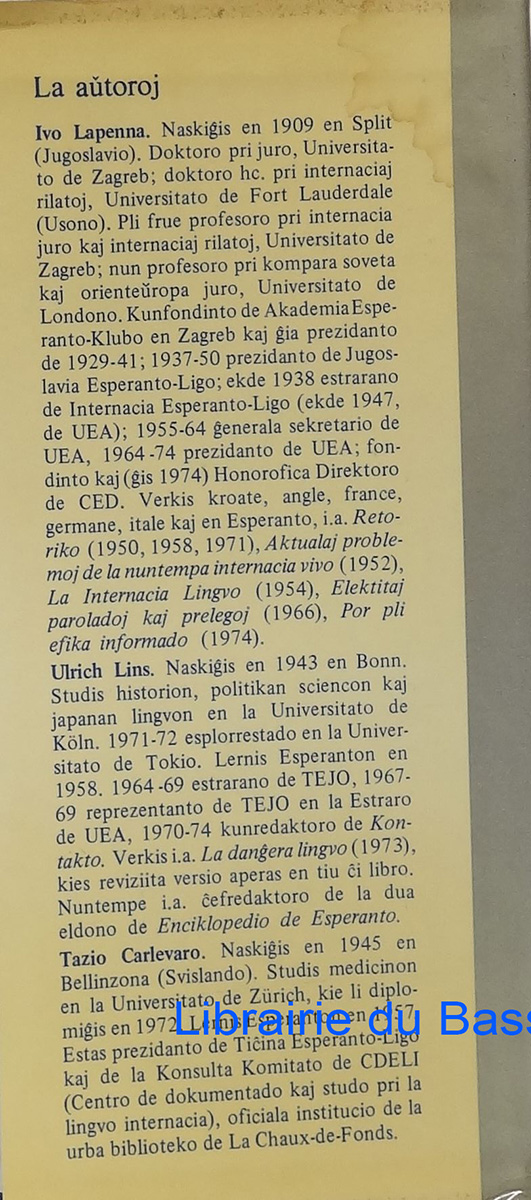 La aŭtoroj
Ivo Lapenna. Naskiĝis en 1909 en Split
(Jugoslavio). Doktoro pri juro, Universita-
to de Zagreb; doktoro hc. pri internaciaj
rilatoj, Universitato de Fort Lauderdale
(Usono). Pli frue profesoro pri internacia
juro kaj internaciaj rilatoj, Universitato de
Zagreb; nun profesoro pri kompara soveta
kaj orienteŭropa juro, Universitato de
Londono. Kunfondinto de Akademia Espe-
ranto-Klubo en Zagreb kaj ĝia prezidanto
de 1929-41; 1937-50 prezidanto de Jugos-
lavia Esperanto-Ligo; ekde 1938 estrarano
de Internacia Esperanto-Ligo (ekde 1947,
de UEA); 1955-64 ĝenerala sekretario de
UEA, 1964-74 prezidanto de UEA; fon-
dinto kaj (ĝis 1974) Honorofica Direktoro
de CED. Verkis kroate, angle, france,
germane, itale kaj en Esperanto, i.a. Reto-
riko (1950, 1958, 1971), Aktualaj proble-
moj de la nuntempa internacia vivo (1952),
La Internacia Lingvo (1954), Elektitaj
paroladoj kaj prelegoj (1966), Por pli
efika informado (1974).
Ulrich Lins. Naskiĝis en 1943 en Bonn.
Studis historion, politikan sciencon kaj
japanan lingvon en la Universitato de
Köln. 1971-72 esplorrestado en la Univer-
sitato de Tokio. Lernis Esperanton en
1958. 1964-69 estrarano de TEJO, 1967-
69 reprezentanto de TEJO en la Estraro
de UEA, 1970-74 kunredaktoro de Kon-
takto. Verkis i.a. La danĝera lingvo (1973),
kies reviziita versio aperas en tiu ĉi libro.
Nuntempe i.a. ĉefredaktoro de la dua
eldono de Enciklopedio de Esperanto.
Tazio Carlevaro. Naskiĝis en 1945 en
Bellinzona (Svislando). Studis medicinon
en la Universitato de Zürich, kie li diplo-
miĝis en 1972. Lernis Esperanton en 1957.
Librairie du Bass
Estas prezidanto de Tiĉina Esperanto-Ligo
kaj de la Konsulta Komitato de CDELI
(Centro de dokumentado kaj studo pri la
lingvo internacia), oficiala institucio de la
urba biblioteko de La Chaux-de-Fonds.